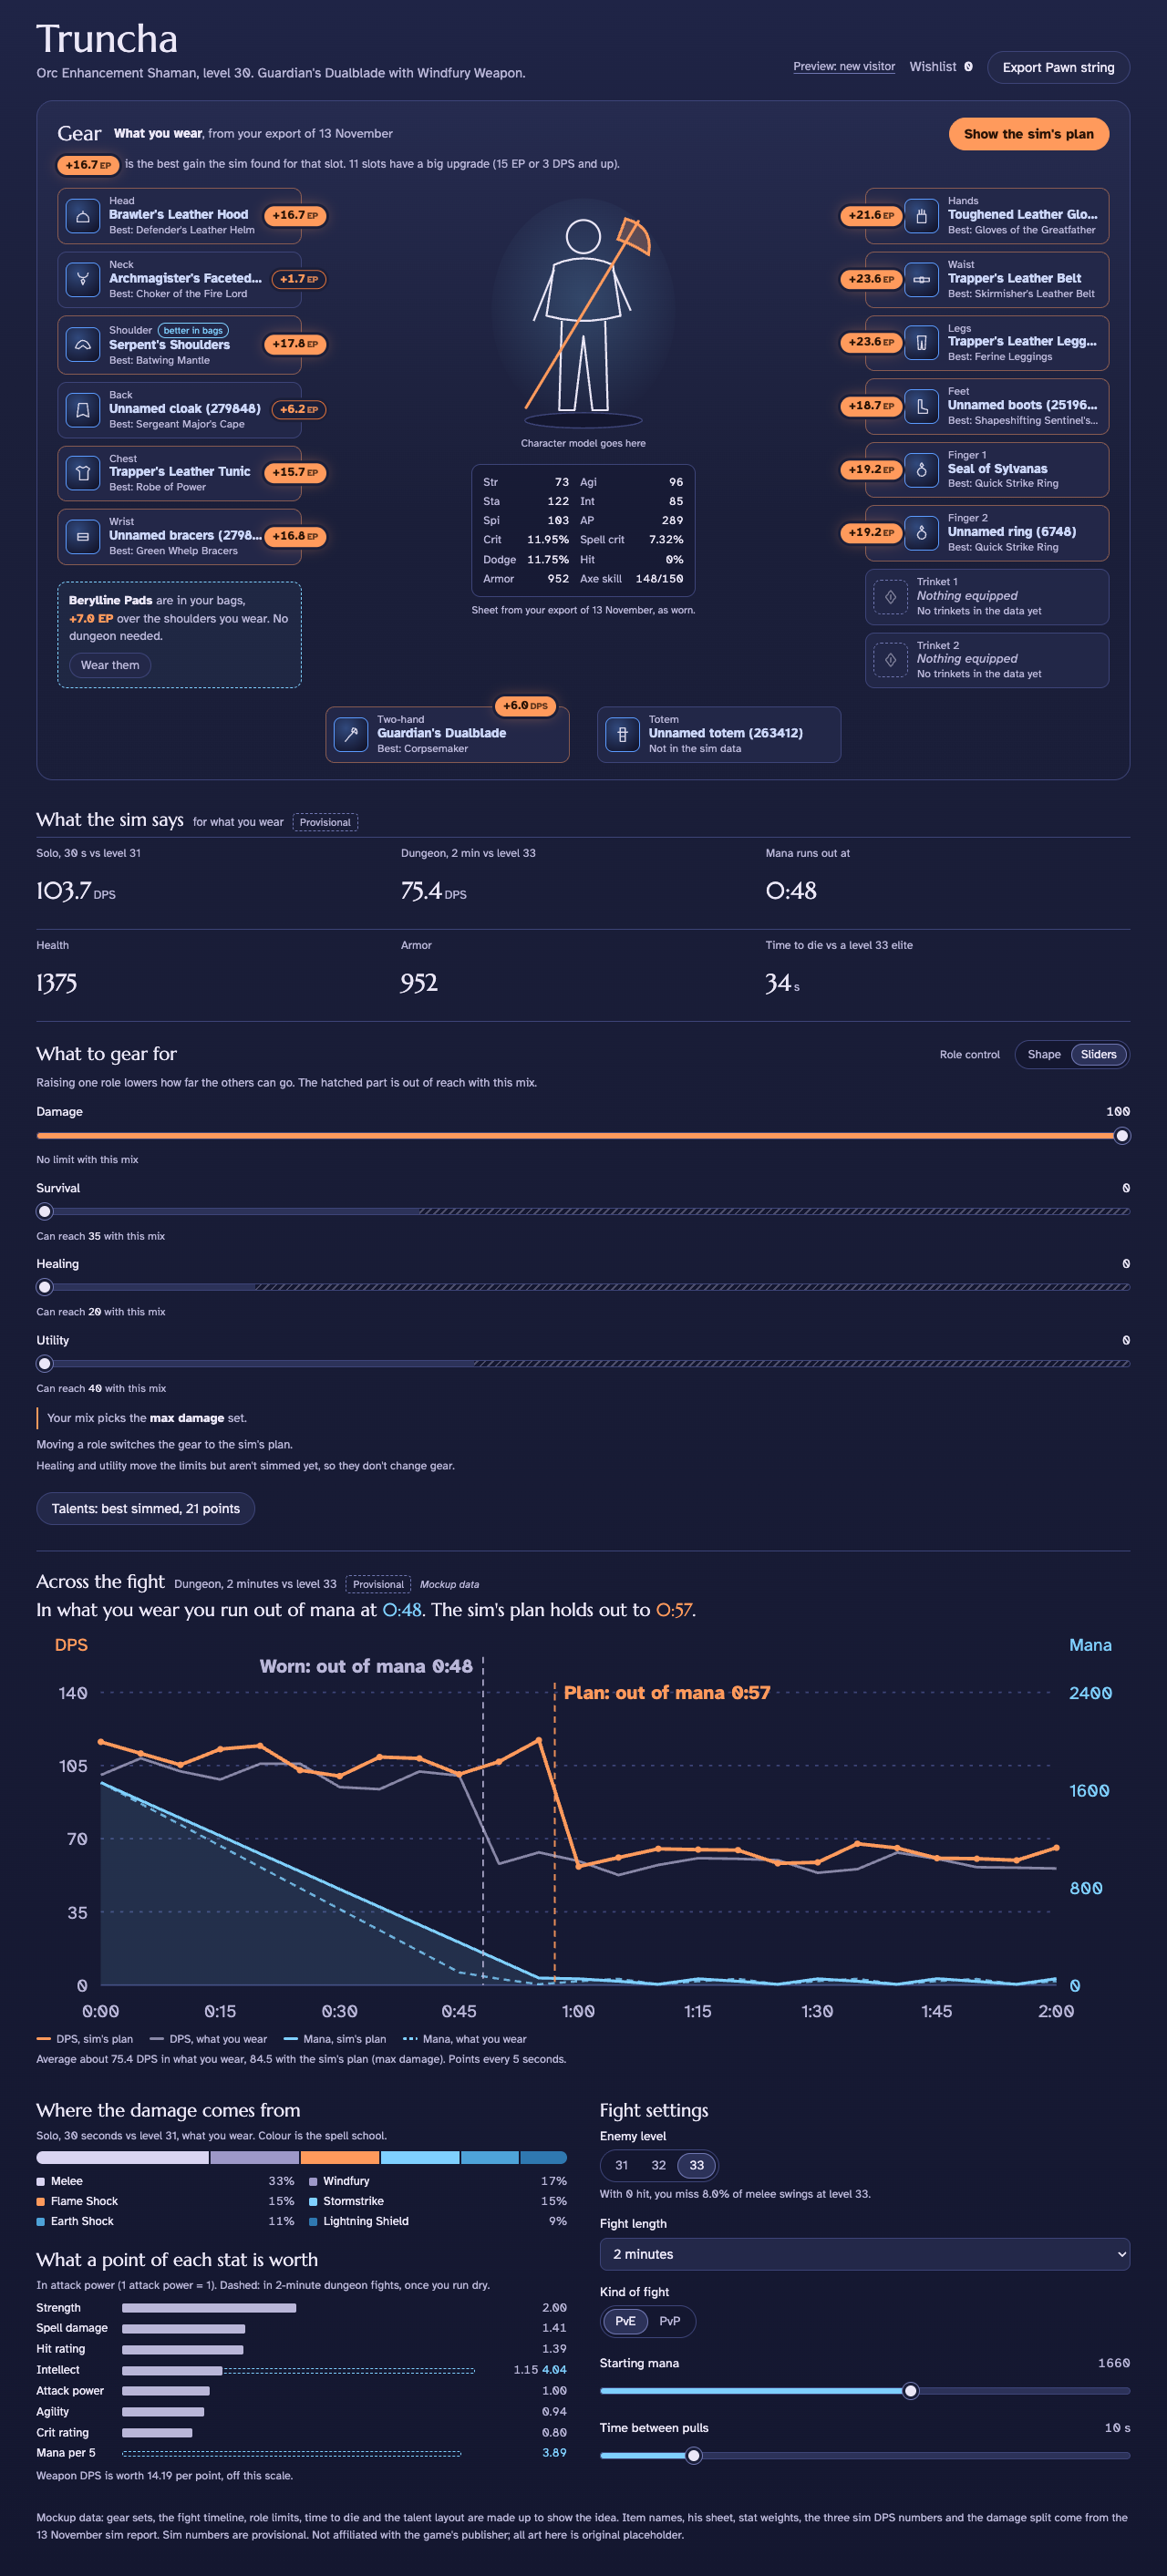 Truncha
Orc Enhancement Shaman, level 30. Guardian's Dualblade with Windfury Weapon.
Preview: new visitor
Wishlist 0
Export Pawn string
Gear
What you wear, from your export of 13 November
Show the sim's plan
+16.7 EP is the best gain the sim found for that slot. 11 slots have a big upgrade (15 EP or 3 DPS and up).
Head
Brawler's Leather Hood
Best: Defender's Leather Helm
+16.7 EP
Neck
Archmagister's Faceted...
Best: Choker of the Fire Lord
+1.7 EP
Shoulder better in bags
Serpent's Shoulders
Best: Batwing Mantle
+17.8 EP
Back
Unnamed cloak (279848)
Best: Sergeant Major's Cape
+6.2 EP
Chest
Trapper's Leather Tunic
Best: Robe of Power
+15.7 EP
Wrist
Unnamed bracers (2798...
Best: Green Whelp Bracers
+16.8 EP
Berylline Pads are in your bags,
+7.0 EP over the shoulders you wear. No
dungeon needed.
Wear them
Character model goes here
Str 73 Agi 96
Sta 122 Int 85
Spi 103 AP 289
Crit 11.95% Spell crit 7.32%
Dodge 11.75% Hit 0%
Armor 952 Axe skill 148/150
Sheet from your export of 13 November, as worn.
+21.6 EP
Hands
Toughened Leather Glo...
Best: Gloves of the Greatfather
+23.6 EP
Waist
Trapper's Leather Belt
Best: Skirmisher's Leather Belt
+23.6 EP
Legs
Trapper's Leather Legg...
Best: Ferine Leggings
+18.7 EP
Feet
Unnamed boots (25196...
Best: Shapeshifting Sentinel's...
+19.2 EP
Finger 1
Seal of Sylvanas
Best: Quick Strike Ring
+19.2 EP
Finger 2
Unnamed ring (6748)
Best: Quick Strike Ring
Trinket 1
Nothing equipped
No trinkets in the data yet
Trinket 2
Nothing equipped
No trinkets in the data yet
+6.0 DPS
Two-hand
Guardian's Dualblade
Best: Corpsemaker
Totem
Unnamed totem (263412)
Not in the sim data
What the sim says for what you wear Provisional
Solo, 30 s vs level 31
103.7 DPS
Dungeon, 2 min vs level 33
75.4 DPS
Mana runs out at
0:48
Health
1375
Armor
952
Time to die vs a level 33 elite
34 s
What to gear for
Role control Shape Sliders
Raising one role lowers how far the others can go. The hatched part is out of reach with this mix.
Damage 100
No limit with this mix
Survival 0
Can reach 35 with this mix
Healing 0
Can reach 20 with this mix
Utility 0
Can reach 40 with this mix
Your mix picks the max damage set.
Moving a role switches the gear to the sim's plan.
Healing and utility move the limits but aren't simmed yet, so they don't change gear.
Talents: best simmed, 21 points
Across the fight Dungeon, 2 minutes vs level 33 Provisional Mockup data
In what you wear you run out of mana at 0:48. The sim's plan holds out to 0:57.
DPS
Mana
Worn: out of mana 0:48
Plan: out of mana 0:57
140
105
70
35
0
2400
1600
800
0
0:00 0:15 0:30 0:45 1:00 1:15 1:30 1:45 2:00
DPS, sim's plan
DPS, what you wear
Mana, sim's plan
Mana, what you wear
Average about 75.4 DPS in what you wear, 84.5 with the sim's plan (max damage). Points every 5 seconds.
Where the damage comes from
Solo, 30 seconds vs level 31, what you wear. Colour is the spell school.
Melee 33% Windfury 17%
Flame Shock 15% Stormstrike 15%
Earth Shock 11% Lightning Shield 9%
What a point of each stat is worth
In attack power (1 attack power = 1). Dashed: in 2-minute dungeon fights, once you run dry.
Strength 2.00
Spell damage 1.41
Hit rating 1.39
Intellect 1.15 4.04
Attack power 1.00
Agility 0.94
Crit rating 0.80
Mana per 5 3.89
Weapon DPS is worth 14.19 per point, off this scale.
Fight settings
Enemy level
31 32 33
With 0 hit, you miss 8.0% of melee swings at level 33.
Fight length
2 minutes
Kind of fight
PvE PvP
Starting mana 1660
Time between pulls 10 s
Mockup data: gear sets, the fight timeline, role limits, time to die and the talent layout are made up to show the idea. Item names, his sheet, stat weights, the three sim DPS numbers and the damage split come from the
13 November sim report. Sim numbers are provisional. Not affiliated with the game's publisher; all art here is original placeholder.